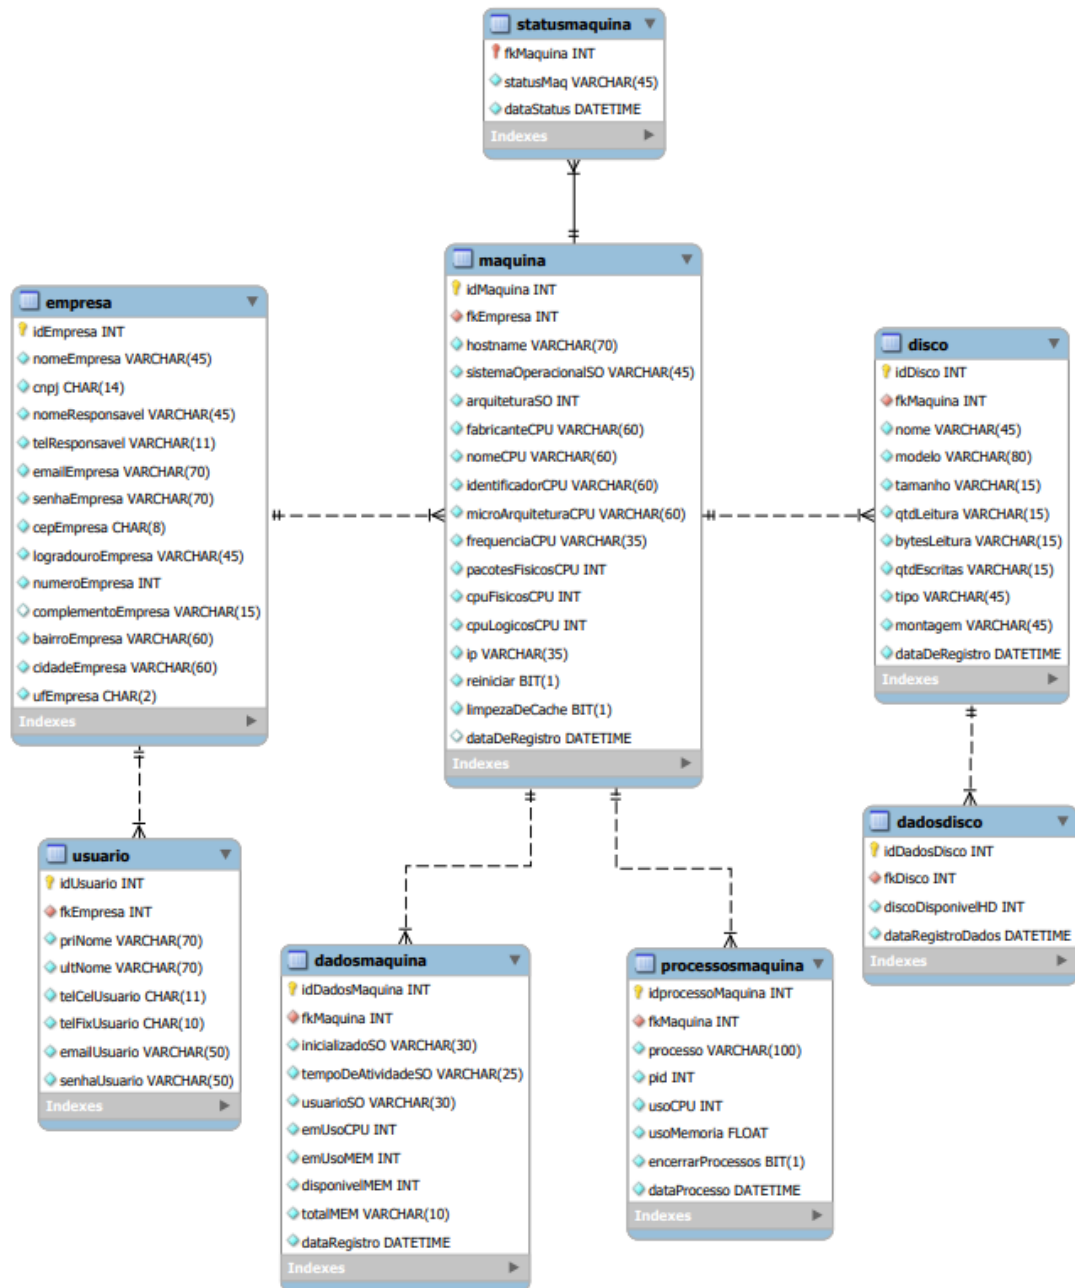 statusmaquina
fkMaquina INT
statusMaq VARCHAR(45)
dataStatus DATETIME
Indexes
maquina
idMaquina INT
fkEmpresa INT
hostname VARCHAR(70)
sistemaOperacionalSO VARCHAR(45)
arquiteturaSO INT
fabricanteCPU VARCHAR(60)
nomeCPU VARCHAR(60)
identificadorCPU VARCHAR(60)
microArquiteturaCPU VARCHAR(60)
frequenciaCPU VARCHAR(35)
pacotesFisicosCPU INT
cpuFisicosCPU INT
cpuLogicosCPU INT
ip VARCHAR(35)
reiniciar BIT(1)
limpezaDeCache BIT(1)
dataDeRegistro DATETIME
Indexes
empresa
idEmpresa INT
nomeEmpresa VARCHAR(45)
cnpj CHAR(14)
nomeResponsavel VARCHAR(45)
telResponsavel VARCHAR(11)
emailEmpresa VARCHAR(70)
senhaEmpresa VARCHAR(70)
cepEmpresa CHAR(8)
logradouroEmpresa VARCHAR(45)
numeroEmpresa INT
complementoEmpresa VARCHAR(15)
bairroEmpresa VARCHAR(60)
cidadeEmpresa VARCHAR(60)
ufEmpresa CHAR(2)
Indexes
disco
idDisco INT
fkMaquina INT
nome VARCHAR(45)
modelo VARCHAR(80)
tamanho VARCHAR(15)
qtdLeitura VARCHAR(15)
bytesLeitura VARCHAR(15)
qtdEscritas VARCHAR(15)
tipo VARCHAR(45)
montagem VARCHAR(45)
dataDeRegistro DATETIME
Indexes
usuario
idUsuario INT
fkEmpresa INT
priNome VARCHAR(70)
ultNome VARCHAR(70)
telCelUsuario CHAR(11)
telFixUsuario CHAR(10)
emailUsuario VARCHAR(50)
senhaUsuario VARCHAR(50)
Indexes
dadosmaquina
idDadosMaquina INT
fkMaquina INT
inicializadoSO VARCHAR(30)
tempoDeAtividadeSO VARCHAR(25)
usuarioSO VARCHAR(30)
emUsoCPU INT
emUsoMEM INT
disponivelMEM INT
totalMEM VARCHAR(10)
dataRegistro DATETIME
Indexes
processosmaquina
idprocessoMaquina INT
fkMaquina INT
processo VARCHAR(100)
pid INT
usoCPU INT
usoMemoria FLOAT
encerrarProcessos BIT(1)
dataProcesso DATETIME
Indexes
dadosdisco
idDadosDisco INT
fkDisco INT
discoDisponivelHD INT
dataRegistroDados DATETIME
Indexes